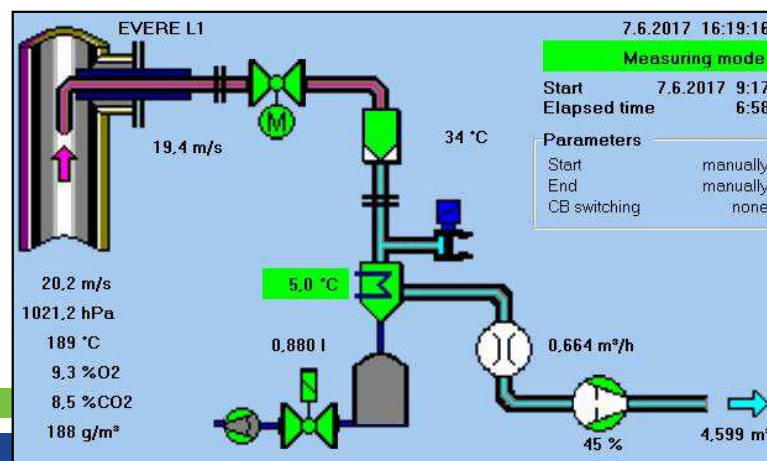 EVERE L1
7.6.2017 16:19:16
Measuring mode
Start 7.6.2017 9:17
Elapsed time 6:58
Parameters
Start manually
End manually
CB switching none
M
19,4 m/s
34 °C
20,2 m/s
1021,2 hPa
189 °C
9,3 %O2
8,5 %CO2
188 g/m³
5,0 °C
0,880 l
0,664 m³/h
45 %
4,599 m³